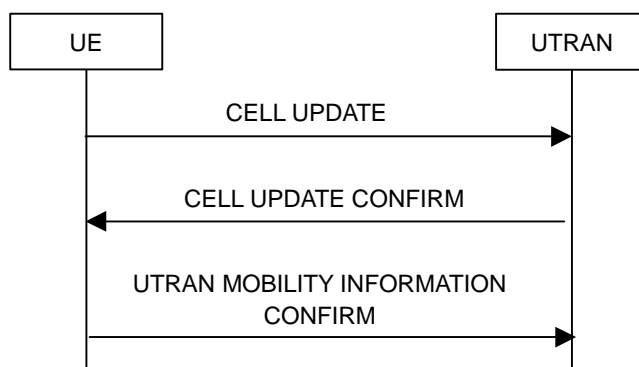 UE
UTRAN
CELL UPDATE
CELL UPDATE CONFIRM
UTRAN MOBILITY INFORMATION
CONFIRM